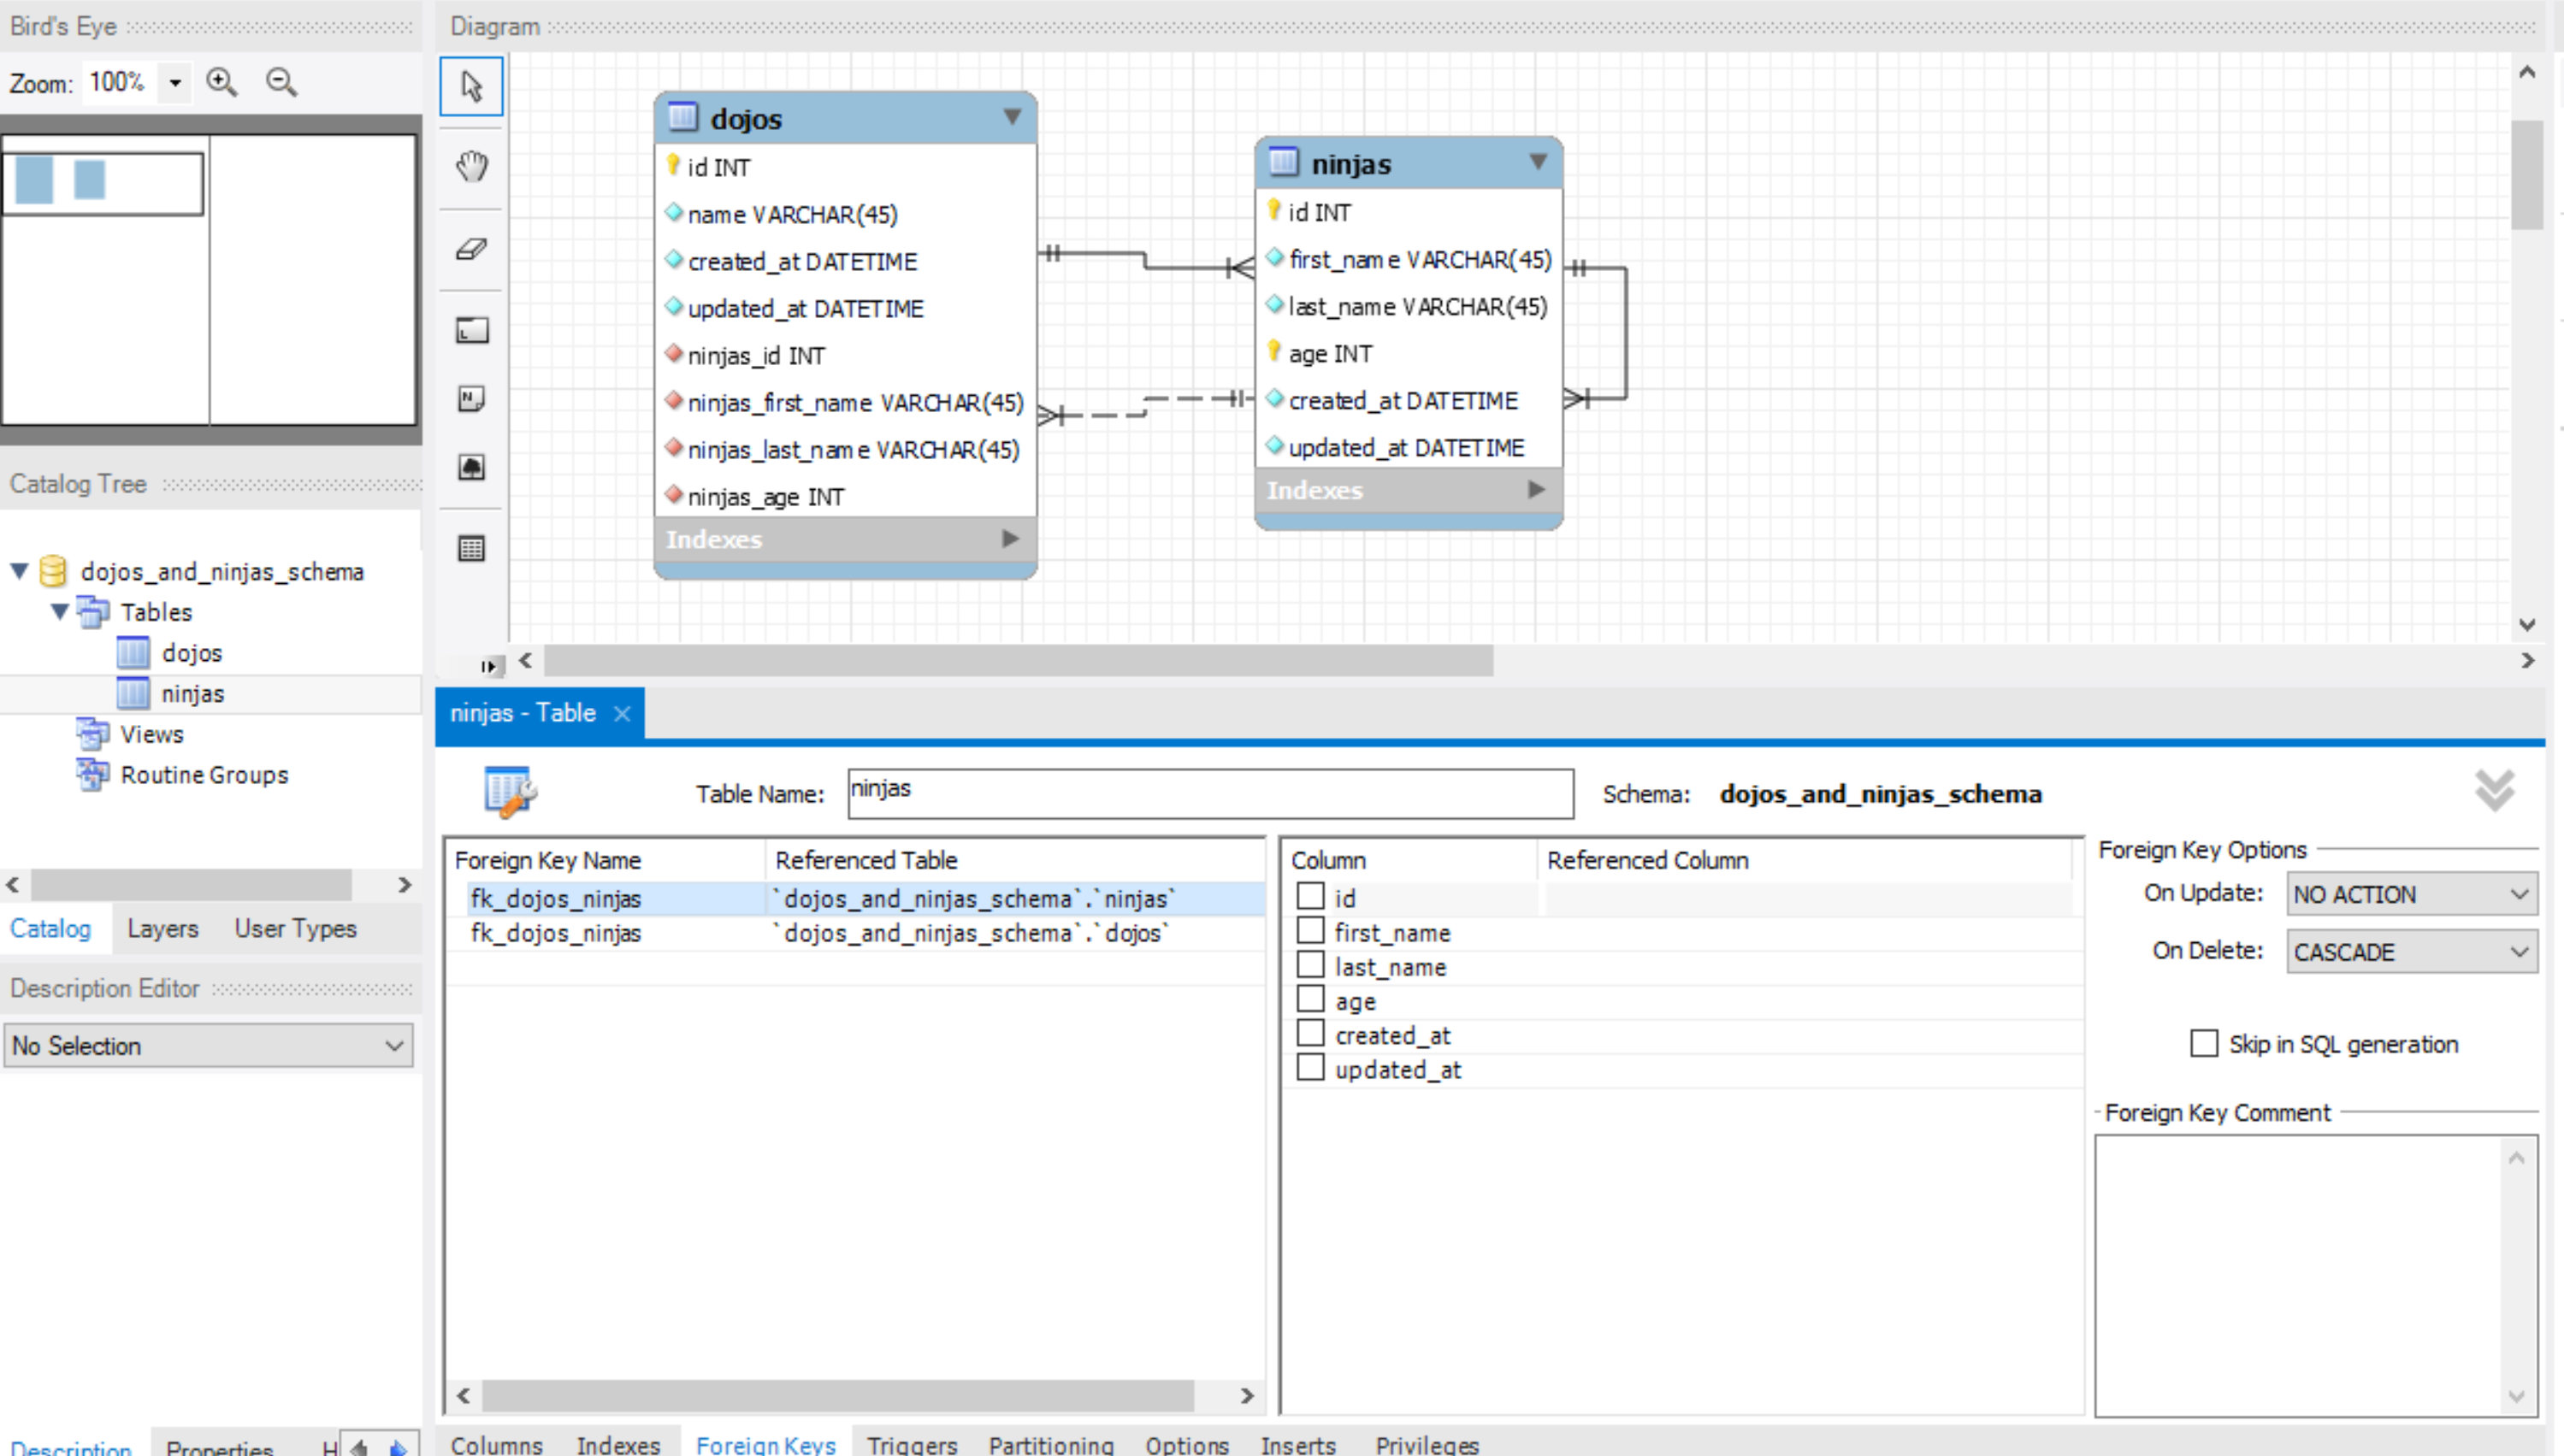 Bird's Eye
Zoom: 100%
Catalog Tree
dojos_and_ninjas_schema
Tables
dojos
ninjas
Views
Routine Groups
Catalog Layers User Types
Description Editor
No Selection
Description Properties H
Diagram
dojos
id INT
name VARCHAR(45)
created_at DATETIME
updated_at DATETIME
ninjas_id INT
ninjas_first_name VARCHAR(45)
ninjas_last_name VARCHAR(45)
ninjas_age INT
Indexes
ninjas
id INT
first_name VARCHAR(45)
last_name VARCHAR(45)
age INT
created_at DATETIME
updated_at DATETIME
Indexes
ninjas - Table
Table Name: ninjas Schema: dojos_and_ninjas_schema
Foreign Key Name Referenced Table
fk_dojos_ninjas `dojos_and_ninjas_schema`.`ninjas`
fk_dojos_ninjas `dojos_and_ninjas_schema`.`dojos`
Column Referenced Column
id
first_name
last_name
age
created_at
updated_at
Foreign Key Options
On Update: NO ACTION
On Delete: CASCADE
Skip in SQL generation
Foreign Key Comment
Columns Indexes Foreign Keys Triggers Partitioning Options Inserts Privileges